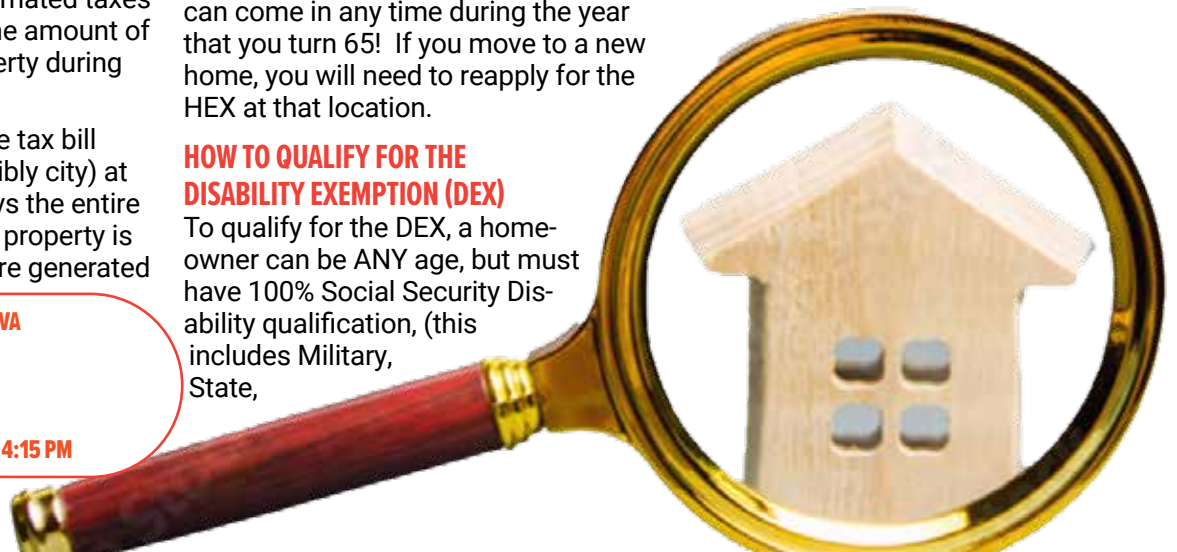 mated taxes
amount of
erty during
e tax bill
ibly city) at
ys the entire
property is
re generated
VA
4:15 PM
can come in any time during the year
that you turn 65! If you move to a new
home, you will need to reapply for the
HEX at that location.
HOW TO QUALIFY FOR THE
DISABILITY EXEMPTION (DEX)
To qualify for the DEX, a home-
owner can be ANY age, but must
have 100% Social Security Dis-
ability qualification, (this
includes Military,
State,